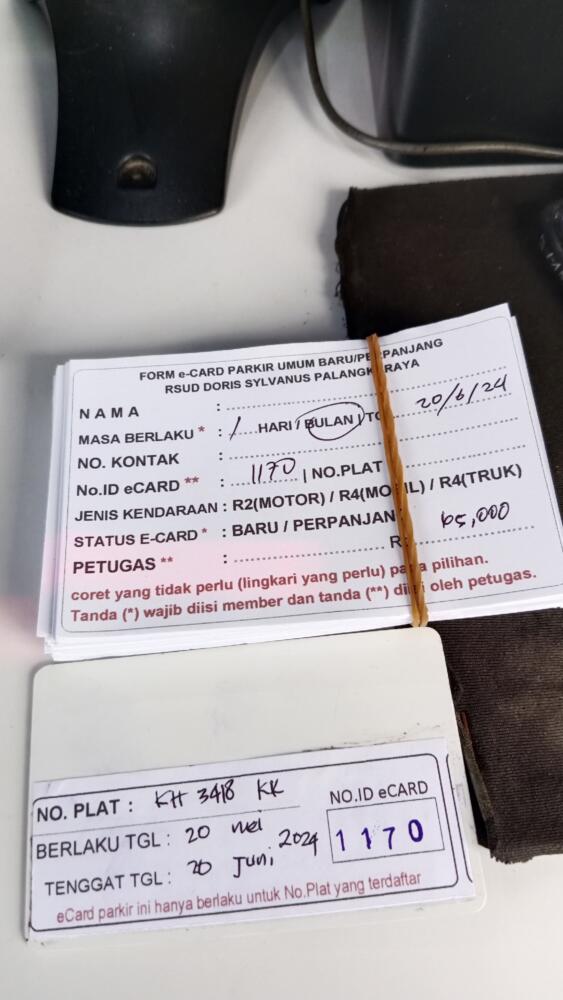 FORM e-CARD PARKIR UMUM BARU/PERPANJANG
RSUD DORIS SYLVANUS PALANGKARAYA
NAMA :
MASA BERLAKU * : 1 HARI / BULAN / 20/6/24
NO. KONTAK :
No.ID eCARD ** : 1170 | NO.PLAT
JENIS KENDARAAN : R2(MOTOR) / R4(MOBIL) / R4(TRUK)
STATUS E-CARD * : BARU / PERPANJANG
PETUGAS ** : 65,000
coret yang tidak perlu (lingkari yang perlu) pada pilihan.
Tanda (*) wajib diisi member dan tanda (**) diisi oleh petugas.
NO. PLAT : KH 3418 KK
NO.ID eCARD
BERLAKU TGL : 20 mei 2024
1170
TENGGAT TGL : 20 Juni,
eCard parkir ini hanya berlaku untuk No.Plat yang terdaftar